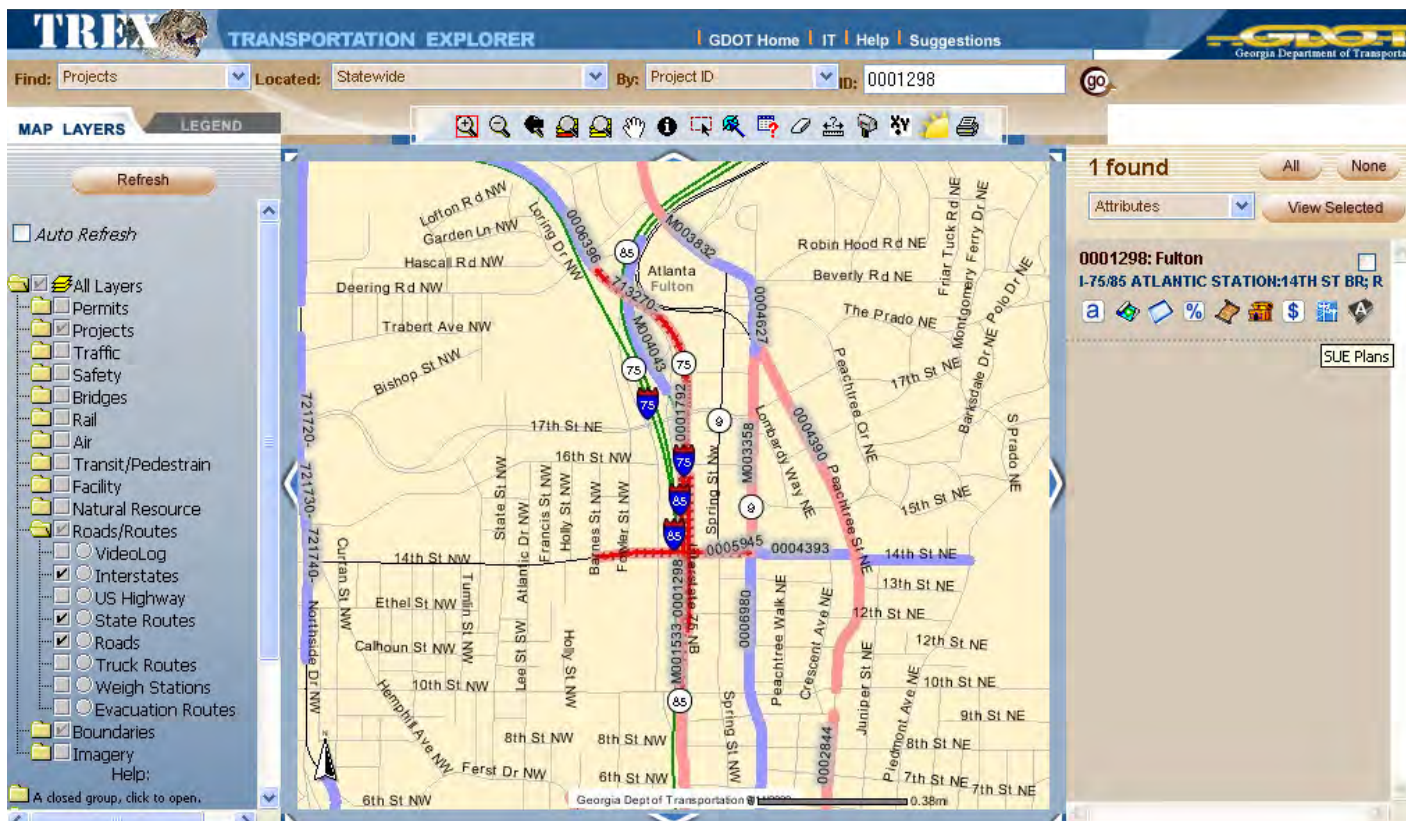 TREX TRANSPORTATION EXPLORER
GDOT Home | IT | Help | Suggestions
GDOT
Georgia Department of Transporta
Find: Projects Located: Statewide By: Project ID ID: 0001298 go
MAP LAYERS LEGEND
Refresh
Auto Refresh
All Layers
Permits
Projects
Traffic
Safety
Bridges
Rail
Air
Transit/Pedestrain
Facility
Natural Resource
Roads/Routes
VideoLog
Interstates
US Highway
State Routes
Roads
Truck Routes
Weigh Stations
Evacuation Routes
Boundaries
Imagery
Help:
A closed group, click to open.
Lofton Rd NW
Garden Ln NW
Hascall Rd NW
Deering Rd NW
Trabert Ave NW
Bishop St NW
Loring Dr NW
0006396
713270-
M004043
M003832
85
Atlanta
Fulton
Robin Hood Rd NE
Beverly Rd NE
The Prado NE
Friar Tuck Rd NE
Montgomery Ferry Dr NE
Polo Dr NE
Barksdale Dr NE
S Prado NE
0004627
Peachtree Cir NE
17th St NE
15th St NE
75
75
75
0001792
9
75
85
85
17th St NE
16th St NW
State St NW
Atlantic Dr NW
Francis St NW
Holly St NW
Barnes St NW
Fowler St NW
Spring St Nw
M003358
Lombardy Way NE
0004390
Peachtree St NE
9
721720- 721730- 721740- Northside Dr NW
Curran St NW
14th St NW
0005945
0004393
14th St NE
13th St NE
12th St NE
12th St NE
10th St NE
9th St NE
8th St NE
7th St NE
7th St NE
Ethel St NW
Tumlin St NW
Calhoun St NW
Lee St SW
Holly St NW
10th St NW
Hemphill Ave NW
8th St NW
8th St NW
Ferst Dr NW
6th St NW
6th St NW
M001533 0001298
Interstate 75 NB
85
Spring St NW
0006980
Peachtree Walk NE
Crescent Ave NE
Juniper St NE
Piedmont Ave NE
0002844
N
Georgia Dept of Transportation
0.38mi
1 found All None
Attributes View Selected
0001298: Fulton
I-75/85 ATLANTIC STATION:14TH ST BR; R
a % $ A
SUE Plans